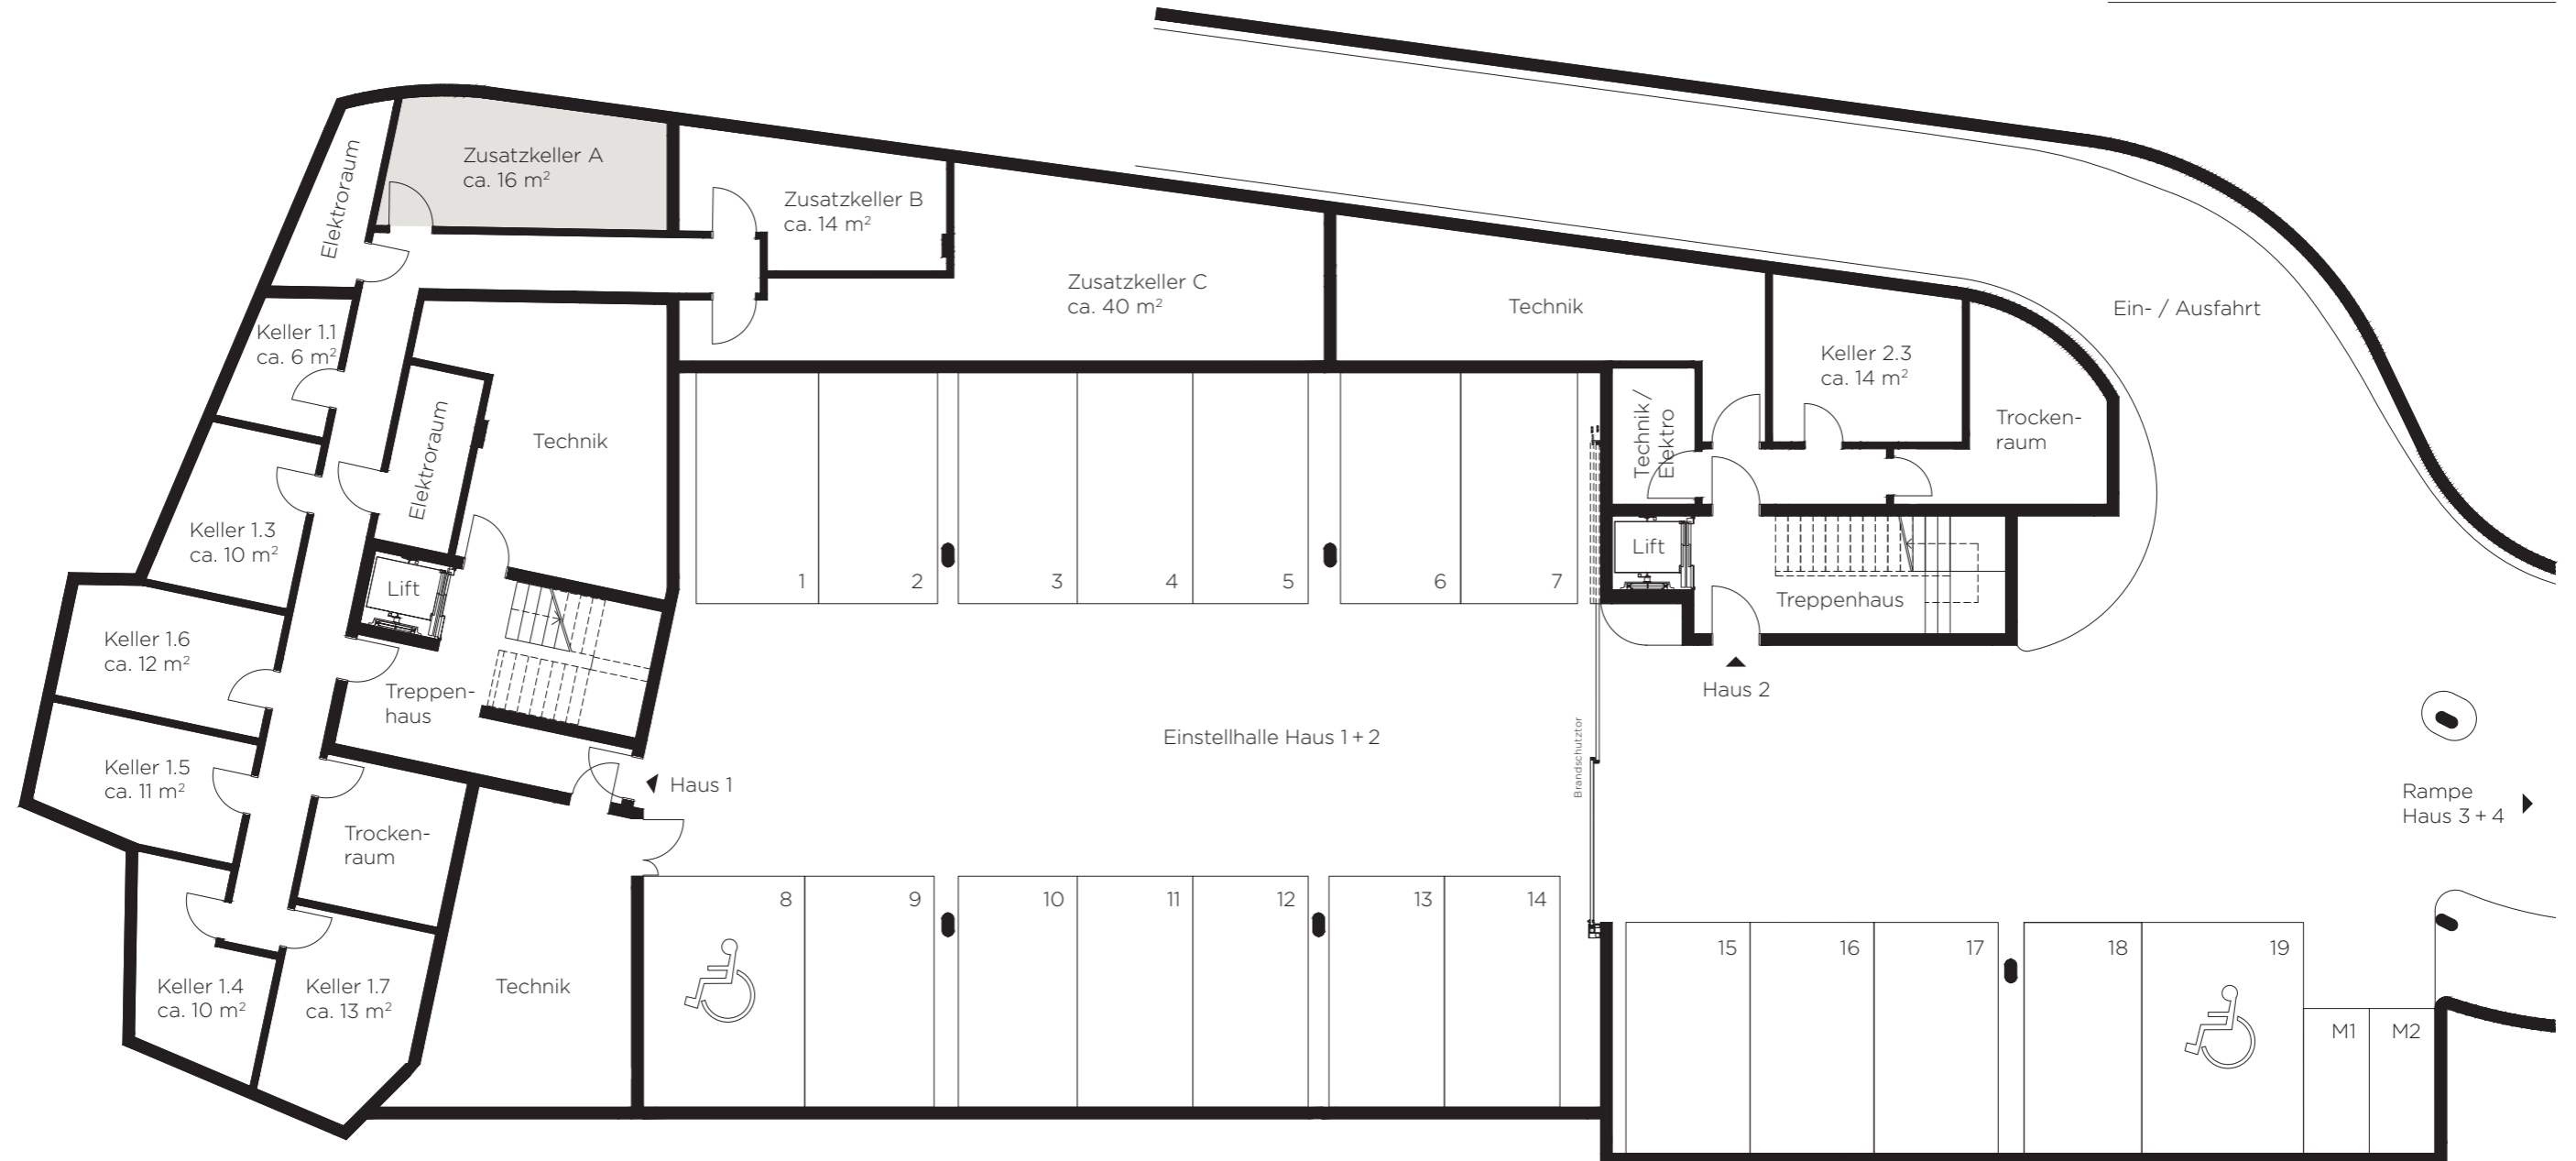 Elektroraum
Zusatzkeller A
ca. 16 m²
Zusatzkeller B
ca. 14 m²
Zusatzkeller C
ca. 40 m²
Technik
Ein- / Ausfahrt
Keller 1.1
ca. 6 m²
Keller 2.3
ca. 14 m²
Technik /
Elektro
Trocken-
raum
Elektroraum
Technik
Keller 1.3
ca. 10 m²
Lift
1
2
3
4
5
6
7
Lift
Treppenhaus
Keller 1.6
ca. 12 m²
Treppen-
haus
Haus 2
Einstellhalle Haus 1 + 2
Brandschutztor
Keller 1.5
ca. 11 m²
Haus 1
Rampe
Haus 3 + 4
Trocken-
raum
8
9
10
11
12
13
14
15
16
17
18
19
Keller 1.4
ca. 10 m²
Keller 1.7
ca. 13 m²
Technik
M1
M2